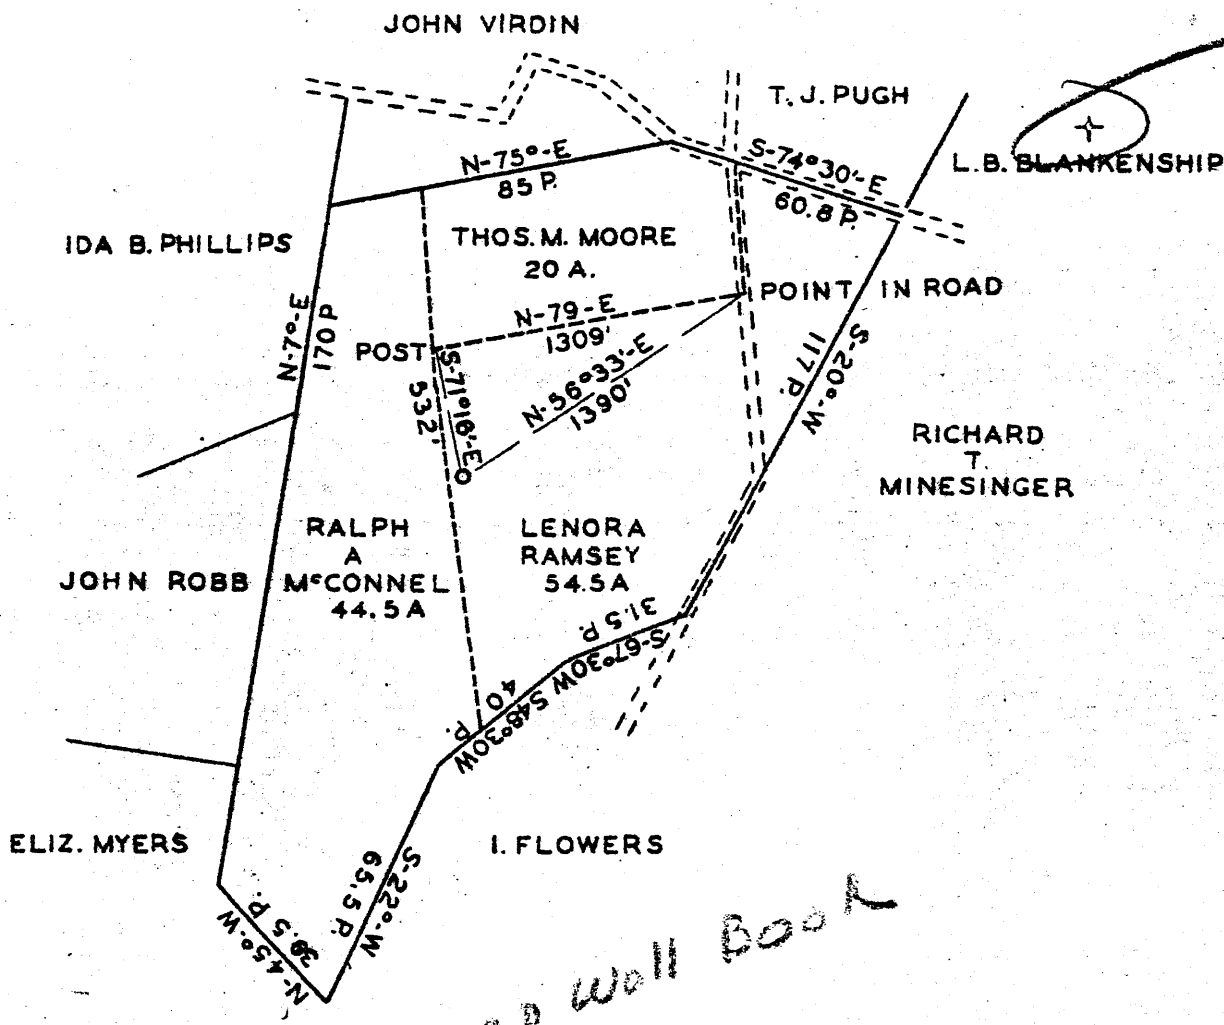 JOHN VIRDIN
T. J. PUGH
L. B. BLANKENSHIP
N-75°-E
85 P.
S-74°30'-E
60.8 P.
IDA B. PHILLIPS
THOS. M. MOORE
20 A.
POINT IN ROAD
N-79-E
1309'
N-7°-E
170 P
POST
S-71°18'-E
532'
N-56°33'-E
1390'
S-20°-W
117 P.
RICHARD
T.
MINESINGER
RALPH
A
McCONNEL
44.5 A
LENORA
RAMSEY
54.5 A
JOHN ROBB
31.5 P.
S-67°30W
40 P.
S48°30W
ELIZ. MYERS
I. FLOWERS
S-22°-W
65.5 P.
N-45°-W
39.5 P.
Well Book